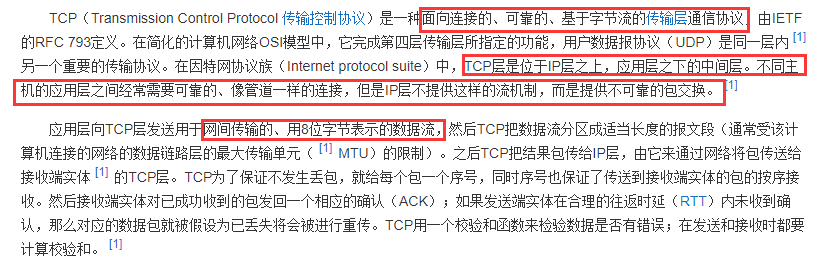 TCP（Transmission Control Protocol 传输控制协议）是一种面向连接的、可靠的、基于字节流的传输层通信协议，由IETF
的RFC 793定义。在简化的计算机网络OSI模型中，它完成第四层传输层所指定的功能，用户数据报协议（UDP）是同一层内 [1]
另一个重要的传输协议。在因特网协议族（Internet protocol suite）中，TCP层是位于IP层之上，应用层之下的中间层。不同主
机的应用层之间经常需要可靠的、像管道一样的连接，但是IP层不提供这样的流机制，而是提供不可靠的包交换。 [1]
应用层向TCP层发送用于网间传输的、用8位字节表示的数据流，然后TCP把数据流分区成适当长度的报文段（通常受该计
算机连接的网络的数据链路层的最大传输单元（ [1] MTU）的限制）。之后TCP把结果包传给IP层，由它来通过网络将包传送给
接收端实体 [1] 的TCP层。TCP为了保证不发生丢包，就给每个包一个序号，同时序号也保证了传送到接收端实体的包的按序接
收。然后接收端实体对已成功收到的包发回一个相应的确认（ACK）；如果发送端实体在合理的往返时延（RTT）内未收到确
认，那么对应的数据包就被假设为已丢失将会被进行重传。TCP用一个校验和函数来检验数据是否有错误；在发送和接收时都要
计算校验和。 [1]